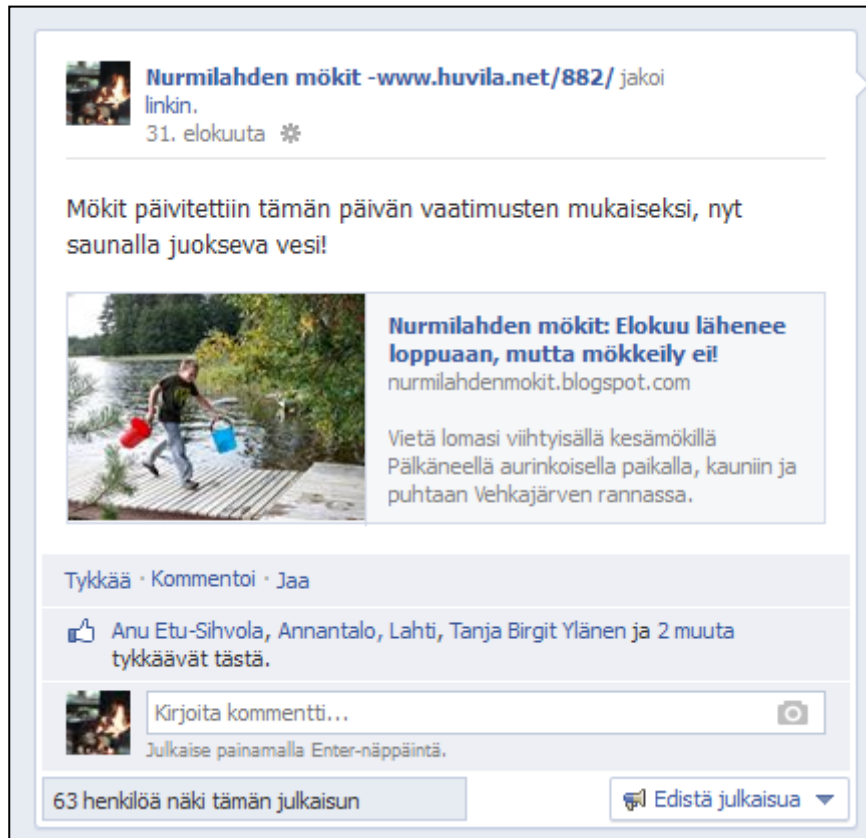 Nurmilahden mökit -www.huvila.net/882/ jakoi
linkin.
31. elokuuta
Mökit päivitettiin tämän päivän vaatimusten mukaiseksi, nyt
saunalla juokseva vesi!
Nurmilahden mökit: Elokuu lähenee
loppuaan, mutta mökkeily ei!
nurmilahdenmokit.blogspot.com
Vietä lomasi viihtyisällä kesämökillä
Pälkäneellä aurinkoisella paikalla, kauniin ja
puhtaan Vehkajärven rannassa.
Tykkää · Kommentoi · Jaa
Anu Etu-Sihvola, Annantalo, Lahti, Tanja Birgit Ylänen ja 2 muuta
tykkäävät tästä.
Kirjoita kommentti...
Julkaise painamalla Enter-näppäintä.
63 henkilöä näki tämän julkaisun
Edistä julkaisua